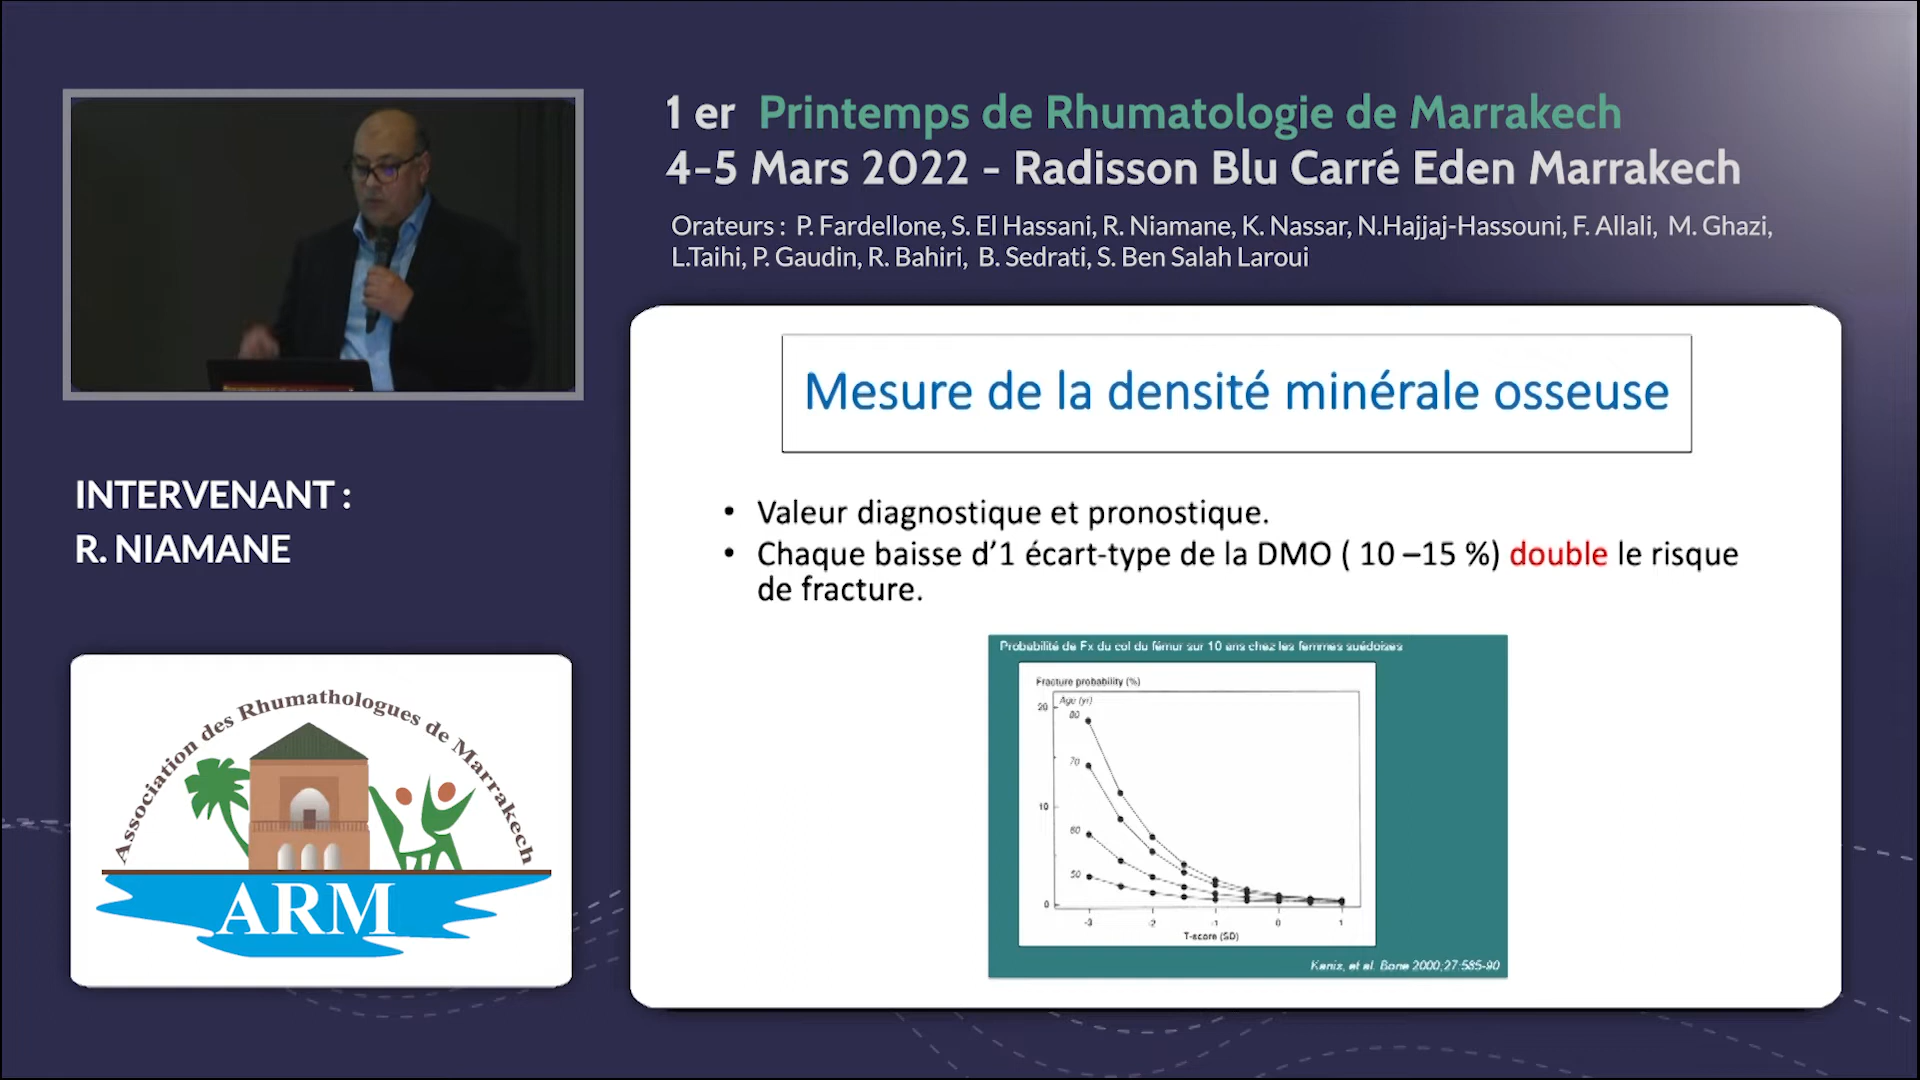 1 er Printemps de Rhumatologie de Marrakech
4-5 Mars 2022 - Radisson Blu Carré Eden Marrakech
Orateurs : P. Fardellone, S. El Hassani, R. Niamane, K. Nassar, N.Hajjaj-Hassouni, F. Allali, M. Ghazi,
L.Taihi, P. Gaudin, R. Bahiri, B. Sedrati, S. Ben Salah Laroui
INTERVENANT :
R. NIAMANE
Association des Rhumathologues de Marrakech
ARM
Mesure de la densité minérale osseuse
• Valeur diagnostique et pronostique.
• Chaque baisse d’1 écart-type de la DMO ( 10 –15 %) double le risque
de fracture.
Probabilité de Fx du col du fémur sur 10 ans chez les femmes suédoises
Fracture probability (%)
Age (yr)
20
80
70
10
60
50
0
-3 -2 -1 0 1
T-score (SD)
Kanis, et al. Bone 2000;27:585-90